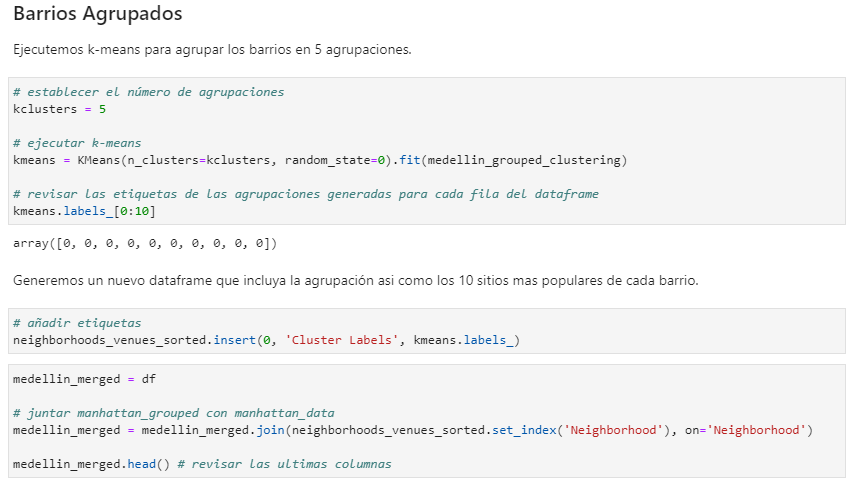 Barrios Agrupados
Ejecutemos k-means para agrupar los barrios en 5 agrupaciones.
# establecer el número de agrupaciones
kclusters = 5
# ejecutar k-means
kmeans = KMeans(n_clusters=kclusters, random_state=0).fit(medellin_grouped_clustering)
# revisar las etiquetas de las agrupaciones generadas para cada fila del dataframe
kmeans.labels_[0:10]
array([0, 0, 0, 0, 0, 0, 0, 0, 0, 0])
Generemos un nuevo dataframe que incluya la agrupación asi como los 10 sitios mas populares de cada barrio.
# añadir etiquetas
neighborhoods_venues_sorted.insert(0, 'Cluster Labels', kmeans.labels_)
medellin_merged = df
# juntar manhattan_grouped con manhattan_data
medellin_merged = medellin_merged.join(neighborhoods_venues_sorted.set_index('Neighborhood'), on='Neighborhood')
medellin_merged.head() # revisar las ultimas columnas